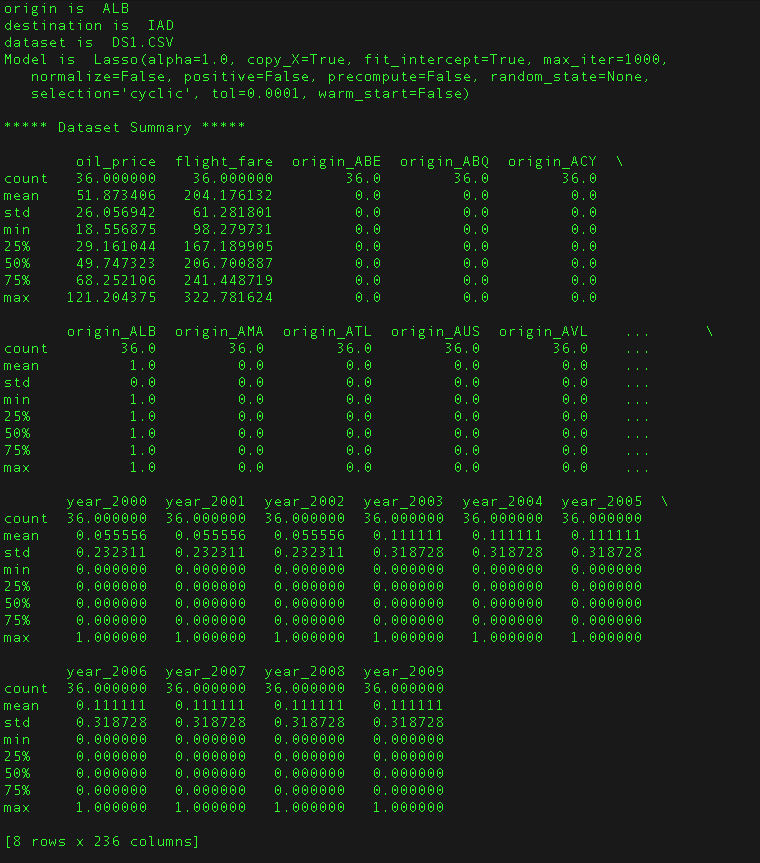 origin is  ALB
destination is  IAD
dataset is  DS1.CSV
Model is  Lasso(alpha=1.0, copy_X=True, fit_intercept=True, max_iter=1000,
   normalize=False, positive=False, precompute=False, random_state=None,
   selection='cyclic', tol=0.0001, warm_start=False)
***** Dataset Summary *****
        oil_price  flight_fare  origin_ABE  origin_ABQ  origin_ACY  \
count   36.000000    36.000000        36.0        36.0        36.0
mean    51.873406   204.176132         0.0         0.0         0.0
std     26.056942    61.281801         0.0         0.0         0.0
min     18.556875    98.279731         0.0         0.0         0.0
25%     29.161044   167.189905         0.0         0.0         0.0
50%     49.747323   206.700887         0.0         0.0         0.0
75%     68.252106   241.448719         0.0         0.0         0.0
max    121.204375   322.781624         0.0         0.0         0.0
       origin_ALB  origin_AMA  origin_ATL  origin_AUS  origin_AVL    ...      \
count        36.0        36.0        36.0        36.0        36.0    ...
mean          1.0         0.0         0.0         0.0         0.0    ...
std           0.0         0.0         0.0         0.0         0.0    ...
min           1.0         0.0         0.0         0.0         0.0    ...
25%           1.0         0.0         0.0         0.0         0.0    ...
50%           1.0         0.0         0.0         0.0         0.0    ...
75%           1.0         0.0         0.0         0.0         0.0    ...
max           1.0         0.0         0.0         0.0         0.0    ...
       year_2000  year_2001  year_2002  year_2003  year_2004  year_2005  \
count  36.000000  36.000000  36.000000  36.000000  36.000000  36.000000
mean    0.055556   0.055556   0.055556   0.111111   0.111111   0.111111
std     0.232311   0.232311   0.232311   0.318728   0.318728   0.318728
min     0.000000   0.000000   0.000000   0.000000   0.000000   0.000000
25%     0.000000   0.000000   0.000000   0.000000   0.000000   0.000000
50%     0.000000   0.000000   0.000000   0.000000   0.000000   0.000000
75%     0.000000   0.000000   0.000000   0.000000   0.000000   0.000000
max     1.000000   1.000000   1.000000   1.000000   1.000000   1.000000
       year_2006  year_2007  year_2008  year_2009
count  36.000000  36.000000  36.000000  36.000000
mean    0.111111   0.111111   0.111111   0.111111
std     0.318728   0.318728   0.318728   0.318728
min     0.000000   0.000000   0.000000   0.000000
25%     0.000000   0.000000   0.000000   0.000000
50%     0.000000   0.000000   0.000000   0.000000
75%     0.000000   0.000000   0.000000   0.000000
max     1.000000   1.000000   1.000000   1.000000
[8 rows x 236 columns]